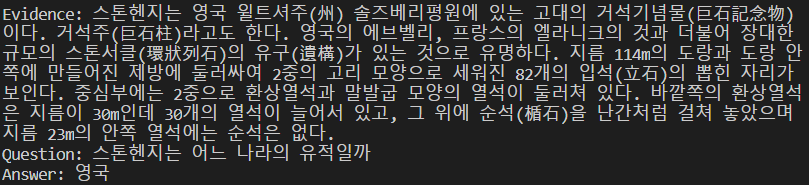 Evidence: 스톤헨지는 영국 윌트셔주(州) 솔즈베리평원에 있는 고대의 거석기념물(巨石記念物)
이다. 거석주(巨石柱)라고도 한다. 영국의 에브벨리, 프랑스의 엘라니크의 것과 더불어 장대한
규모의 스톤서클(環狀列石)의 유구(遺構)가 있는 것으로 유명하다. 지름 114m의 도랑과 도랑 안
쪽에 만들어진 제방에 둘러싸여 2중의 고리 모양으로 세워진 82개의 입석(立石)의 뽑힌 자리가
보인다. 중심부에는 2중으로 환상열석과 말발굽 모양의 열석이 둘러쳐 있다. 바깥쪽의 환상열석
은 지름이 30m인데 30개의 열석이 늘어서 있고, 그 위에 순석(楯石)을 난간처럼 걸쳐 놓았으며
지름 23m의 안쪽 열석에는 순석은 없다.
Question: 스톤헨지는 어느 나라의 유적일까
Answer: 영국